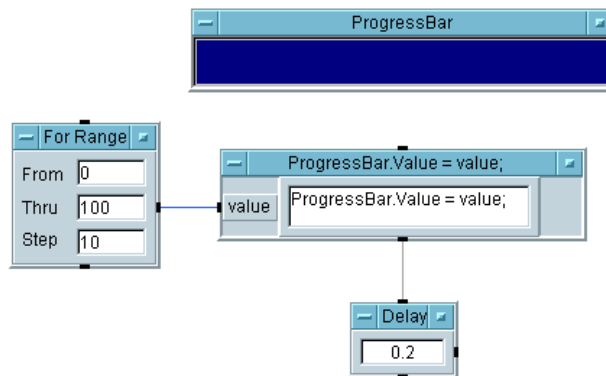 ProgressBar
For Range
From 0
Thru 100
Step 10
ProgressBar.Value = value;
value
ProgressBar.Value = value;
Delay
0.2